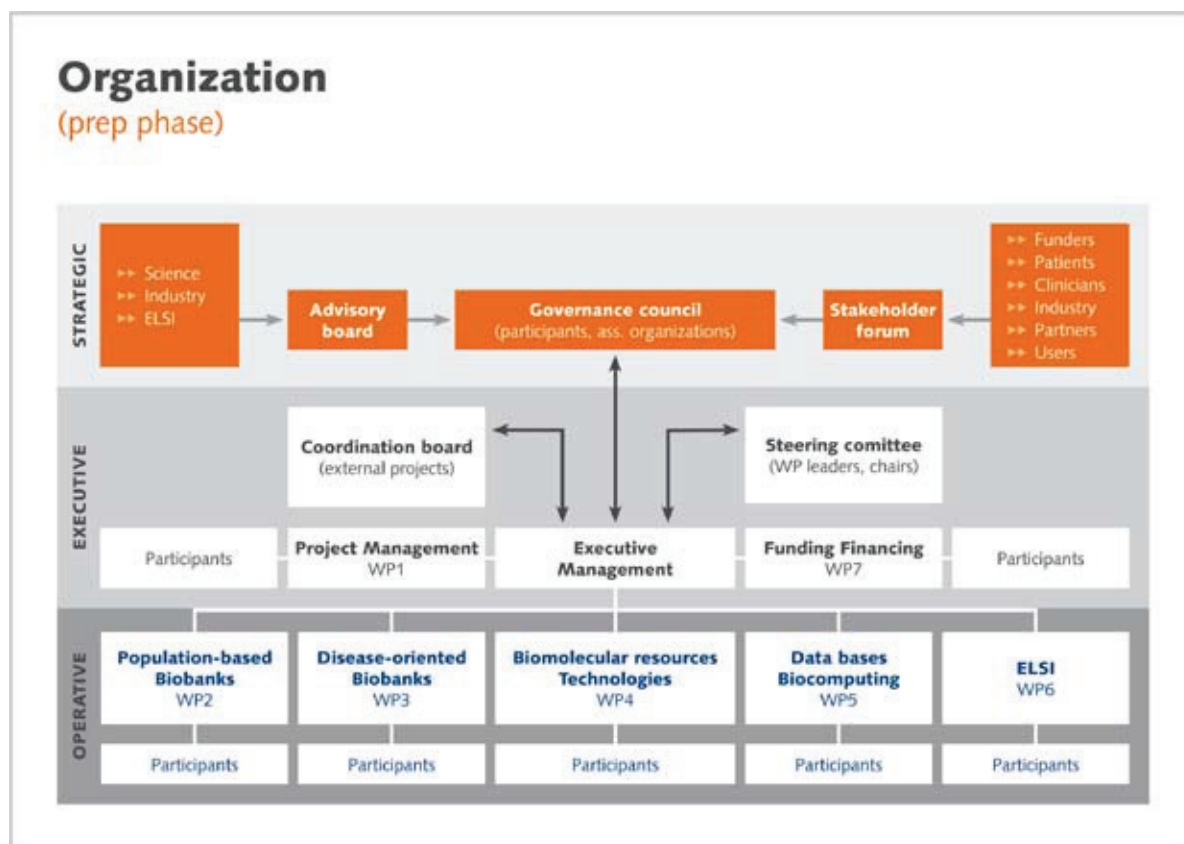 Organization
(prep phase)
STRATEGIC
▸▸ Science
▸▸ Industry
▸▸ ELSI
Advisory
board
Governance council
(participants, ass. organizations)
Stakeholder
forum
▸▸ Funders
▸▸ Patients
▸▸ Clinicians
▸▸ Industry
▸▸ Partners
▸▸ Users
EXECUTIVE
Coordination board
(external projects)
Steering comittee
(WP leaders, chairs)
Participants
Project Management
WP1
Executive
Management
Funding Financing
WP7
Participants
OPERATIVE
Population-based
Biobanks
WP2
Disease-oriented
Biobanks
WP3
Biomolecular resources
Technologies
WP4
Data bases
Biocomputing
WP5
ELSI
WP6
Participants
Participants
Participants
Participants
Participants